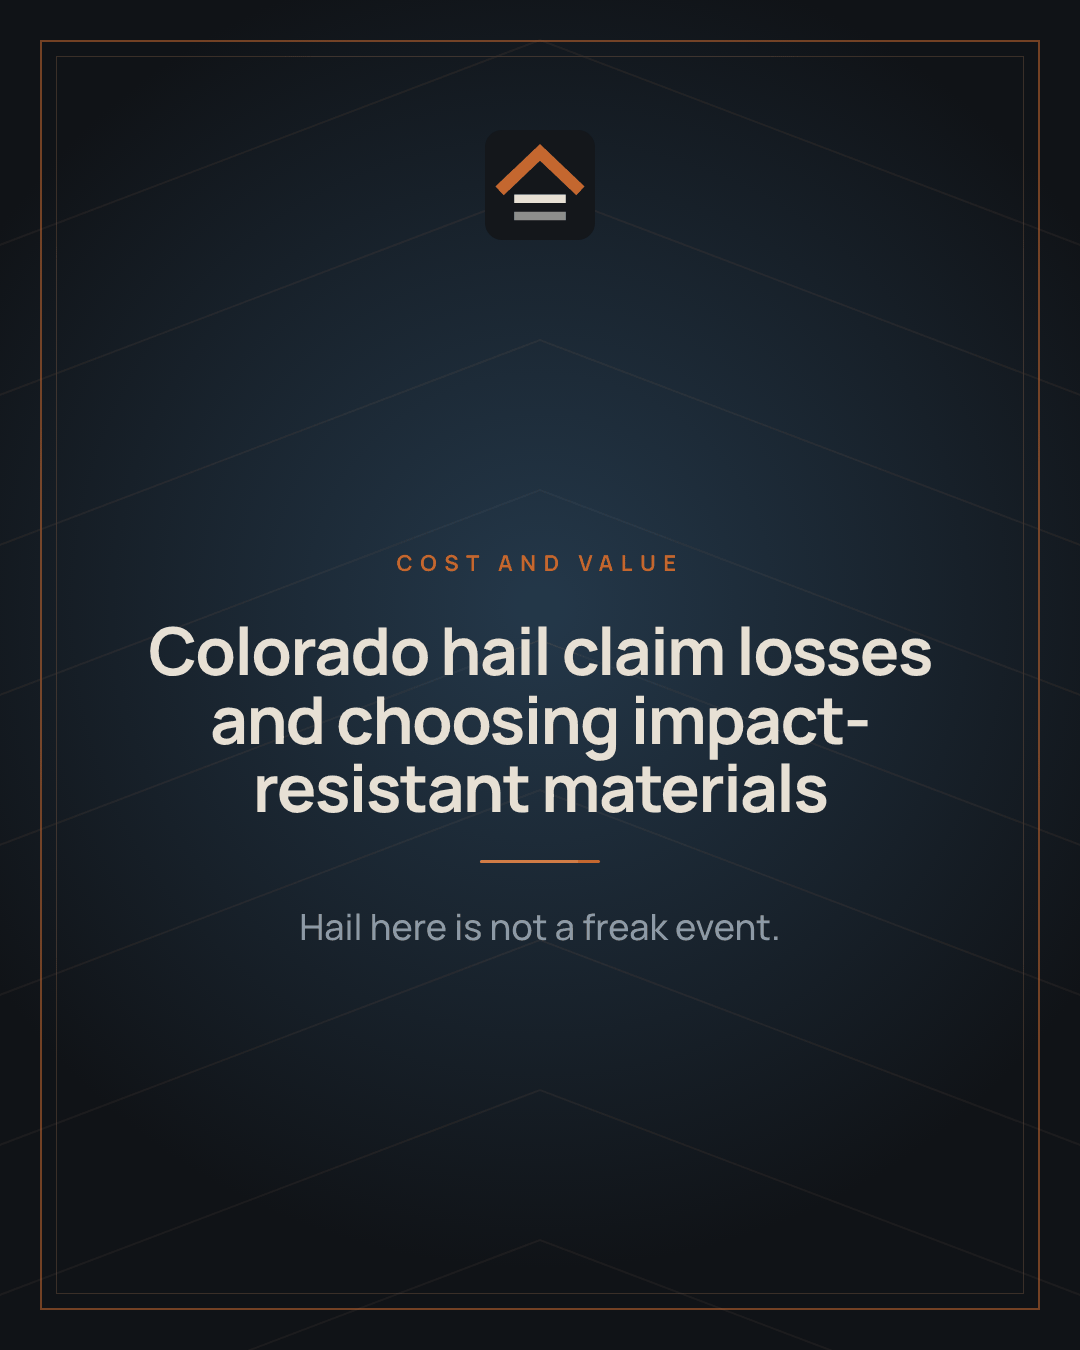 COST AND VALUE
Colorado hail claim losses
and choosing impact-
resistant materials
Hail here is not a freak event.